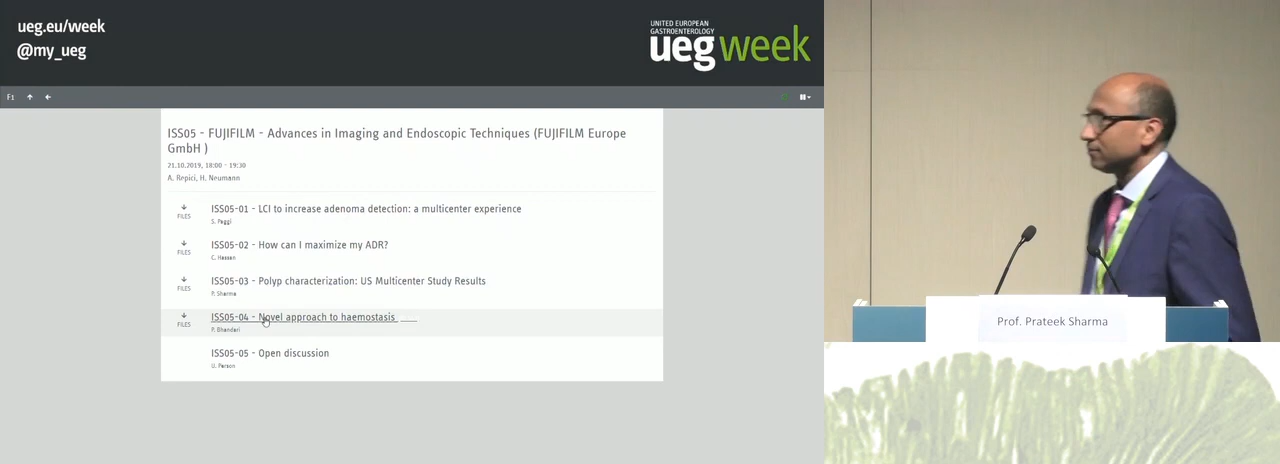 ueg.eu/week
@my_ueg
UNITED EUROPEAN
GASTROENTEROLOGY
ueg week
F1
ISS05 - FUJIFILM - Advances in Imaging and Endoscopic Techniques (FUJIFILM Europe
GmbH )
21.10.2019, 18:00 - 19:30
A. Repici, H. Neumann
FILES
ISS05-01 - LCI to increase adenoma detection: a multicenter experience
S. Paggi
FILES
ISS05-02 - How can I maximize my ADR?
C. Hassan
FILES
ISS05-03 - Polyp characterization: US Multicenter Study Results
P. Sharma
FILES
ISS05-04 - Novel approach to haemostasis
P. Bhandari
ISS05-05 - Open discussion
U. Person
Prof. Prateek Sharma